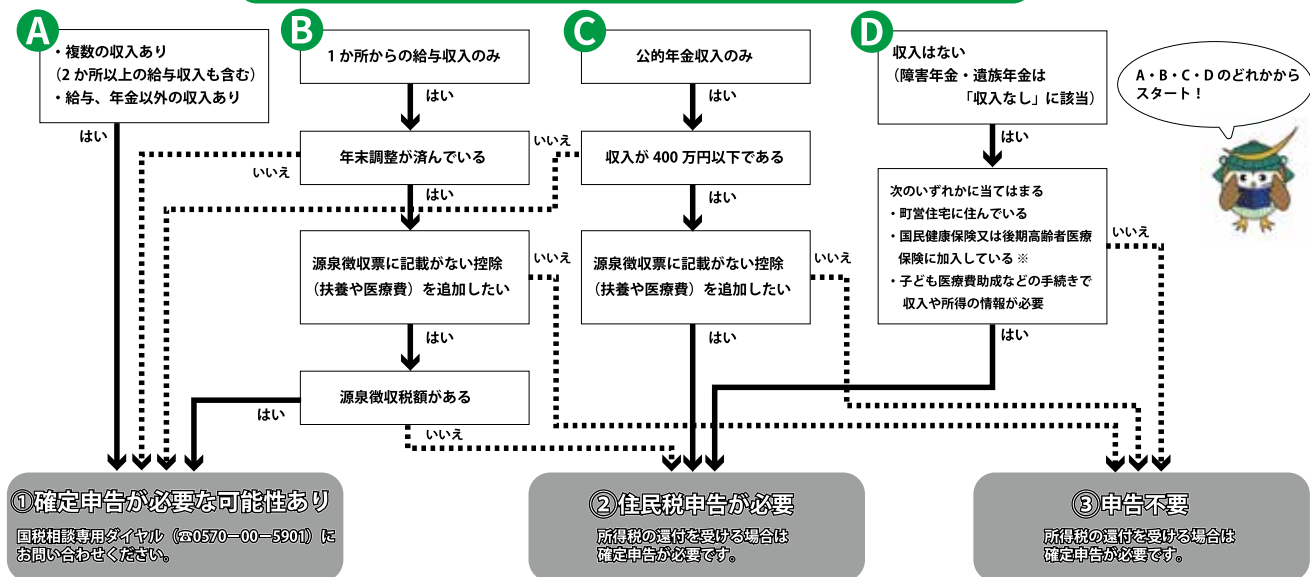 A
・複数の収入あり
（2 か所以上の給与収入も含む）
・給与、年金以外の収入あり
はい
B
1 か所からの給与収入のみ
はい
年末調整が済んでいる
いいえ
はい
源泉徴収票に記載がない控除
（扶養や医療費）を追加したい
いいえ
はい
源泉徴収税額がある
はい
いいえ
C
公的年金収入のみ
はい
いいえ
収入が 400 万円以下である
はい
源泉徴収票に記載がない控除
（扶養や医療費）を追加したい
いいえ
はい
D
収入はない
（障害年金・遺族年金は
「収入なし」に該当）
はい
次のいずれかに当てはまる
・町営住宅に住んでいる
・国民健康保険又は後期高齢者医療
保険に加入している ※
・子ども医療費助成などの手続きで
収入や所得の情報が必要
いいえ
はい
A・B・C・D のどれかから
スタート！
①確定申告が必要な可能性あり
国税相談専用ダイヤル（☎0570－00－5901）に
お問い合わせください。
②住民税申告が必要
所得税の還付を受ける場合は
確定申告が必要です。
③申告不要
所得税の還付を受ける場合は
確定申告が必要です。